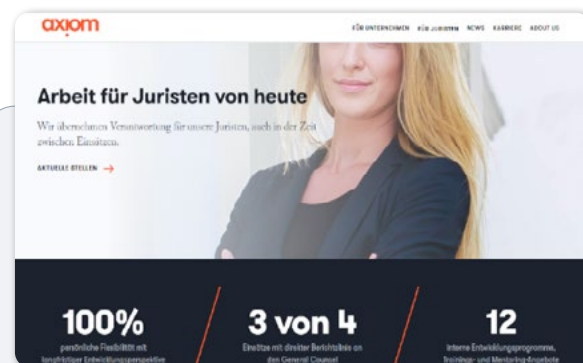 axiom
FÜR UNTERNEHMEN FÜR JURISTEN NEWS KARRIERE ABOUT US
Arbeit für Juristen von heute
Wir übernehmen Verantwortung für unsere Juristen, auch in der Zeit
zwischen Einsätzen.
AKTUELLE STELLEN →
100%
persönliche Flexibilität mit
langfristiger Entwicklungsperspektive
3 von 4
Einsätze mit direkter Berichtslinie an
den General Counsel
12
Interne Entwicklungsprogramme,
Trainings- und Mentoring-Angebote